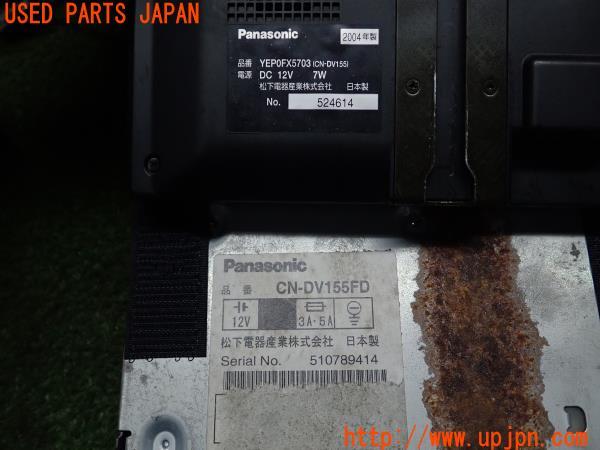 USED PARTS JAPAN
Panasonic
2004年製
品番 YEP0FX5703 (CN-DV155)
電源 DC 12V 7W
松下電器産業株式会社 日本製
No. 524614
Panasonic
品番 CN-DV155FD
12V 3A・5A
松下電器産業株式会社 日本製
Serial No. 510789414
http://www.upjpn.com